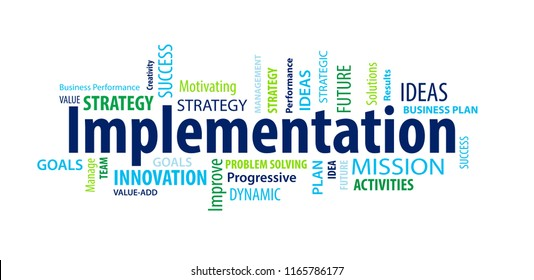 Business Performance
Creativity
SUCCESS
Motivating
MANAGEMENT
STRATEGY
Performance
IDEAS
STRATEGIC
FUTURE
Solutions
Results
IDEAS
VALUE
STRATEGY
STRATEGY
BUSINESS PLAN
Implementation
GOALS
Manage
TEAM
GOALS
INNOVATION
VALUE-ADD
Improve
PROBLEM SOLVING
Progressive
DYNAMIC
PLAN
IDEA
FUTURE
MISSION
ACTIVITIES
SUCCESS
shutterstock.com · 1165786177